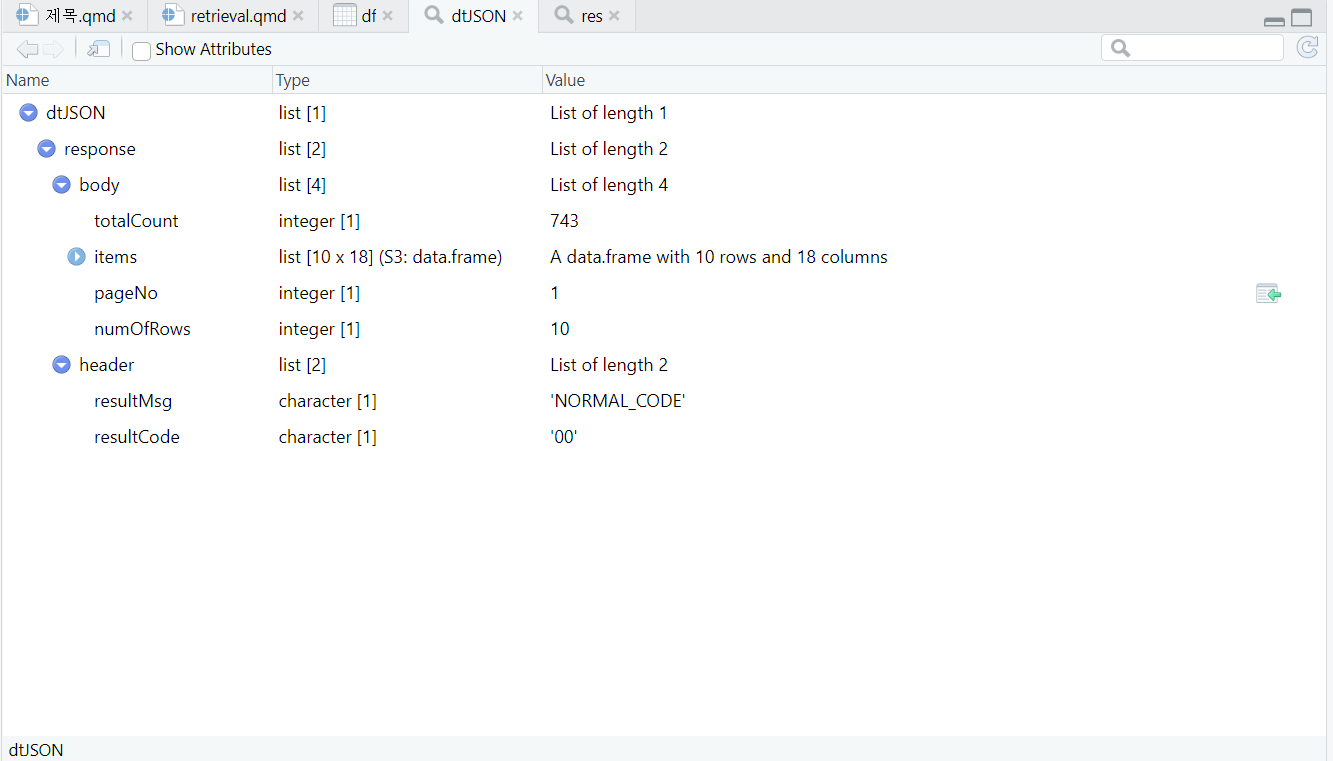 제목.qmd retrieval.qmd df dtJSON res
Show Attributes
Name Type Value
dtJSON list [1] List of length 1
response list [2] List of length 2
body list [4] List of length 4
totalCount integer [1] 743
items list [10 x 18] (S3: data.frame) A data.frame with 10 rows and 18 columns
pageNo integer [1] 1
numOfRows integer [1] 10
header list [2] List of length 2
resultMsg character [1] 'NORMAL_CODE'
resultCode character [1] '00'
dtJSON